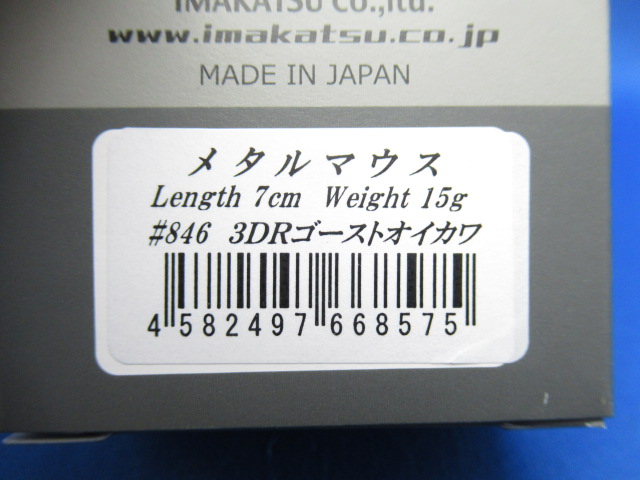 IMAKATSU Co.,ltd.
www.imakatsu.co.jp
MADE IN JAPAN
メタルマウス
Length 7cm Weight 15g
#846 3DRゴーストオイカワ
4 582497 668575